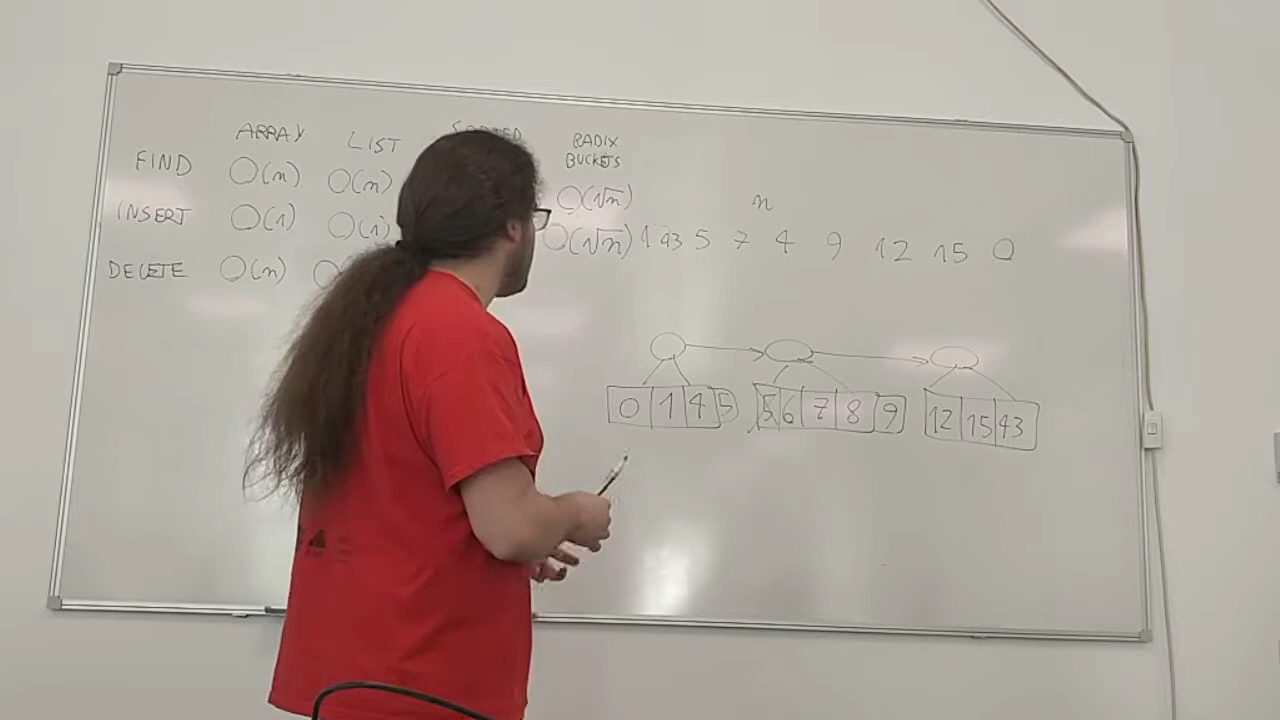 ARRAY LIST SORTED RADIX BUCKETS
FIND O(n) O(n) O(√n)
INSERT O(1) O(1) O(√n)
DELETE O(n)
n
1 43 5 7 4 9 12 15 0
0 1 4 5 5 6 7 8 9 12 15 43